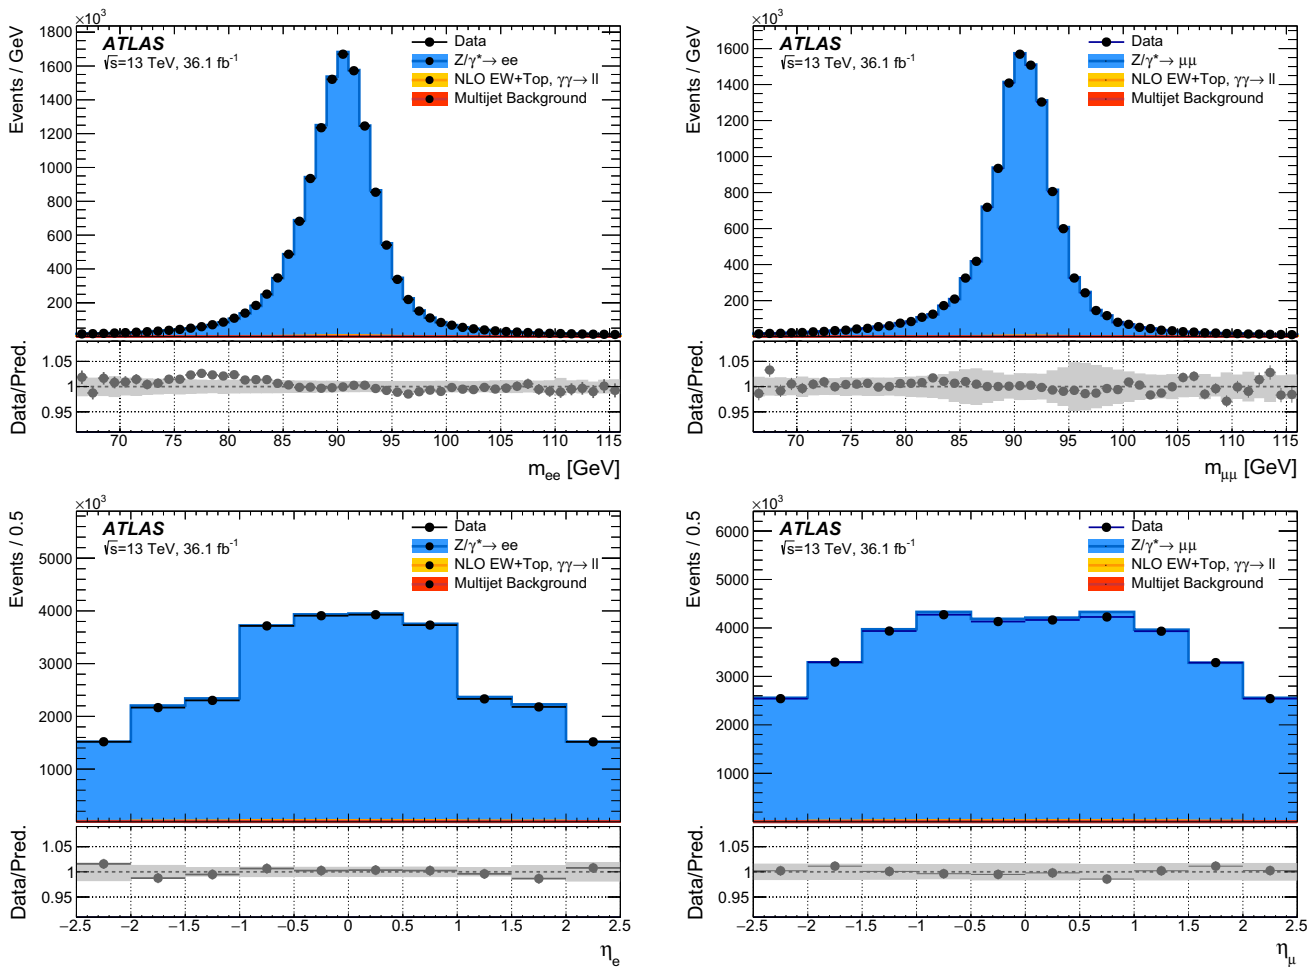 ×10³
Events / GeV
1800
1600
1400
1200
1000
800
600
400
200
ATLAS
√s=13 TeV, 36.1 fb⁻¹
Data
Z/γ*→ ee
NLO EW+Top, γγ→ ll
Multijet Background
Data/Pred.
1.05
1
0.95
70 75 80 85 90 95 100 105 110 115
m_ee [GeV]
×10³
Events / GeV
1600
1400
1200
1000
800
600
400
200
ATLAS
√s=13 TeV, 36.1 fb⁻¹
Data
Z/γ*→ μμ
NLO EW+Top, γγ→ ll
Multijet Background
Data/Pred.
1.05
1
0.95
70 75 80 85 90 95 100 105 110 115
m_μμ [GeV]
×10³
Events / 0.5
5000
4000
3000
2000
1000
ATLAS
√s=13 TeV, 36.1 fb⁻¹
Data
Z/γ*→ ee
NLO EW+Top, γγ→ ll
Multijet Background
Data/Pred.
1.05
1
0.95
−2.5 −2 −1.5 −1 −0.5 0 0.5 1 1.5 2 2.5
η_e
×10³
Events / 0.5
6000
5000
4000
3000
2000
1000
ATLAS
√s=13 TeV, 36.1 fb⁻¹
Data
Z/γ*→ μμ
NLO EW+Top, γγ→ ll
Multijet Background
Data/Pred.
1.05
1
0.95
−2.5 −2 −1.5 −1 −0.5 0 0.5 1 1.5 2 2.5
η_μ